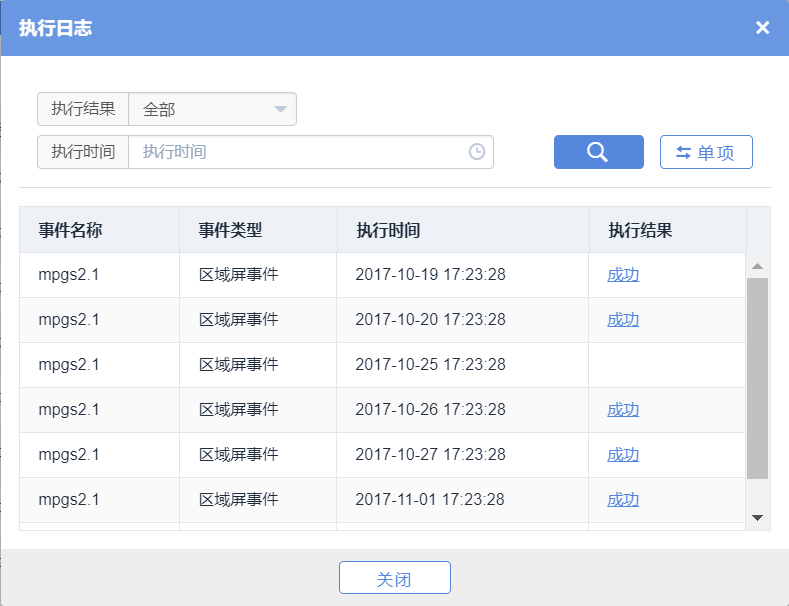 执行日志
执行结果 全部
执行时间 执行时间
单项
事件名称 事件类型 执行时间 执行结果
mpgs2.1 区域屏事件 2017-10-19 17:23:28 成功
mpgs2.1 区域屏事件 2017-10-20 17:23:28 成功
mpgs2.1 区域屏事件 2017-10-25 17:23:28
mpgs2.1 区域屏事件 2017-10-26 17:23:28 成功
mpgs2.1 区域屏事件 2017-10-27 17:23:28 成功
mpgs2.1 区域屏事件 2017-11-01 17:23:28 成功
关闭